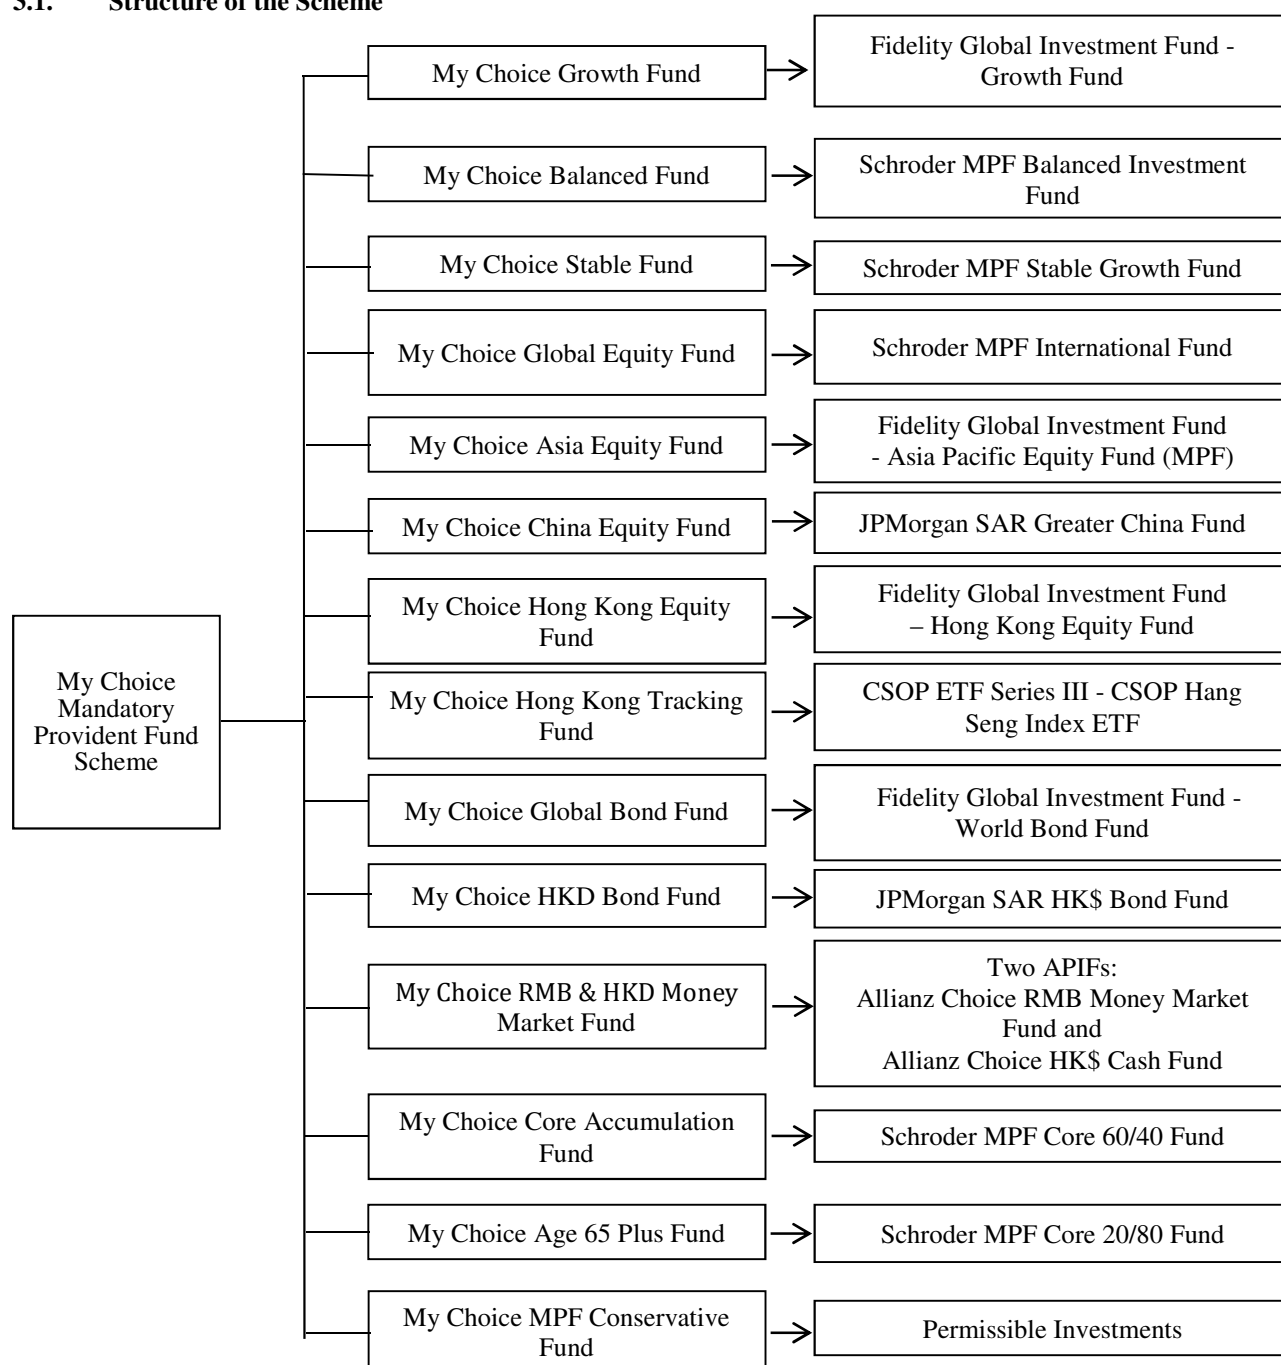 3.1. Structure of the Scheme
My Choice Growth Fund
Fidelity Global Investment Fund -
Growth Fund
My Choice Balanced Fund
Schroder MPF Balanced Investment
Fund
My Choice Stable Fund
Schroder MPF Stable Growth Fund
My Choice Global Equity Fund
Schroder MPF International Fund
My Choice Asia Equity Fund
Fidelity Global Investment Fund
- Asia Pacific Equity Fund (MPF)
My Choice China Equity Fund
JPMorgan SAR Greater China Fund
My Choice Hong Kong Equity
Fund
Fidelity Global Investment Fund
– Hong Kong Equity Fund
My Choice
Mandatory
Provident Fund
Scheme
My Choice Hong Kong Tracking
Fund
CSOP ETF Series III - CSOP Hang
Seng Index ETF
My Choice Global Bond Fund
Fidelity Global Investment Fund -
World Bond Fund
My Choice HKD Bond Fund
JPMorgan SAR HK$ Bond Fund
My Choice RMB & HKD Money
Market Fund
Two APIFs:
Allianz Choice RMB Money Market
Fund and
Allianz Choice HK$ Cash Fund
My Choice Core Accumulation
Fund
Schroder MPF Core 60/40 Fund
My Choice Age 65 Plus Fund
Schroder MPF Core 20/80 Fund
My Choice MPF Conservative
Fund
Permissible Investments